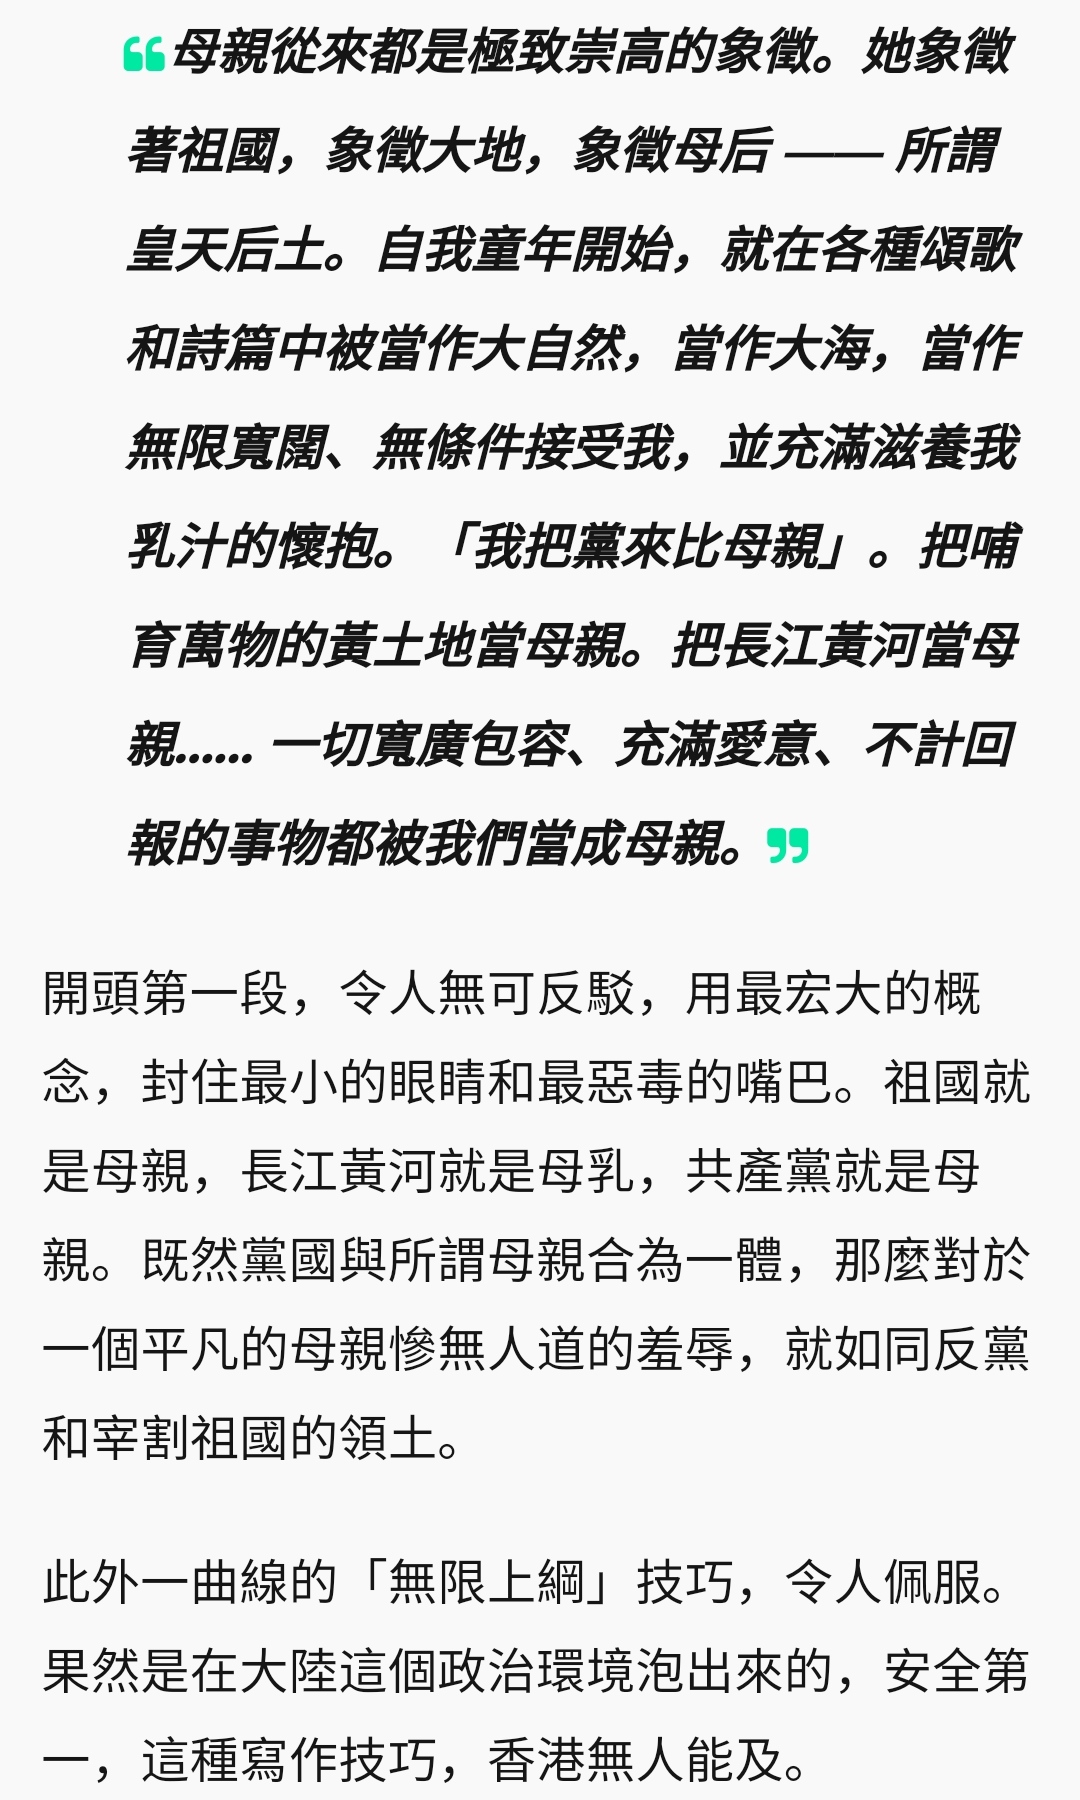 ❝母親從來都是極致崇高的象徵。她象徵
著祖國，象徵大地，象徵母后 —— 所謂
皇天后土。自我童年開始，就在各種頌歌
和詩篇中被當作大自然，當作大海，當作
無限寬闊、無條件接受我，並充滿滋養我
乳汁的懷抱。「我把黨來比母親」。把哺
育萬物的黃土地當母親。把長江黃河當母
親...... 一切寬廣包容、充滿愛意、不計回
報的事物都被我們當成母親。❞
開頭第一段，令人無可反駁，用最宏大的概
念，封住最小的眼睛和最惡毒的嘴巴。祖國就
是母親，長江黃河就是母乳，共產黨就是母
親。既然黨國與所謂母親合為一體，那麼對於
一個平凡的母親慘無人道的羞辱，就如同反黨
和宰割祖國的領土。
此外一曲線的「無限上綱」技巧，令人佩服。
果然是在大陸這個政治環境泡出來的，安全第
一，這種寫作技巧，香港無人能及。